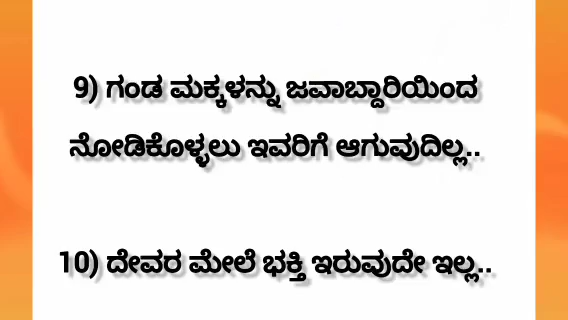 9) ಗಂಡ ಮಕ್ಕಳನ್ನು ಜವಾಬ್ದಾರಿಯಿಂದ
ನೋಡಿಕೊಳ್ಳಲು ಇವರಿಗೆ ಆಗುವುದಿಲ್ಲ..
10) ದೇವರ ಮೇಲೆ ಭಕ್ತಿ ಇರುವುದೇ ಇಲ್ಲ..